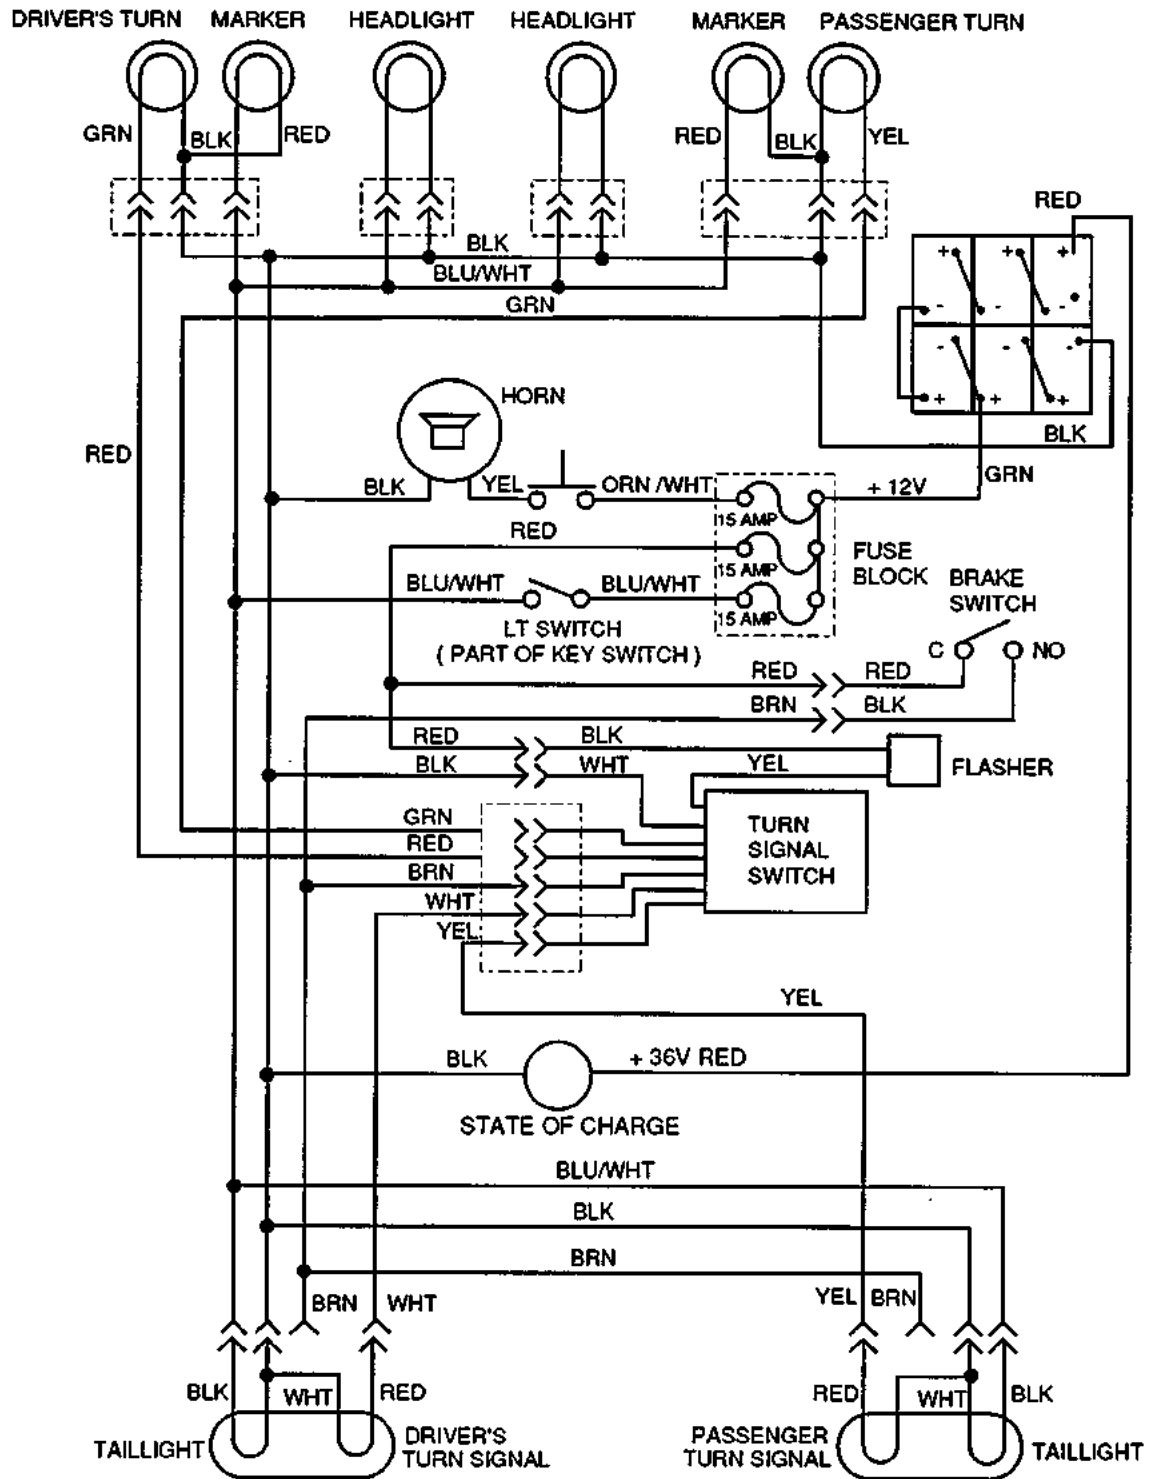 DRIVER'S TURN MARKER HEADLIGHT HEADLIGHT MARKER PASSENGER TURN
GRN BLK RED RED BLK YEL
RED
BLK
BLU/WHT
GRN
+ + +
- - -
- - -
+ + +
HORN
BLK
RED
GRN
BLK YEL ORN /WHT + 12V
15 AMP
RED
15 AMP
FUSE
BLOCK
BLU/WHT BLU/WHT
15 AMP
BRAKE
SWITCH
LT SWITCH
( PART OF KEY SWITCH )
C NO
RED RED
BRN BLK
RED BLK
BLK WHT YEL
FLASHER
GRN
RED
BRN
WHT
YEL
TURN
SIGNAL
SWITCH
YEL
BLK + 36V RED
STATE OF CHARGE
BLU/WHT
BLK
BRN
BRN WHT YEL BRN
BLK WHT RED RED WHT BLK
TAILLIGHT
DRIVER'S
TURN SIGNAL
PASSENGER
TURN SIGNAL
TAILLIGHT